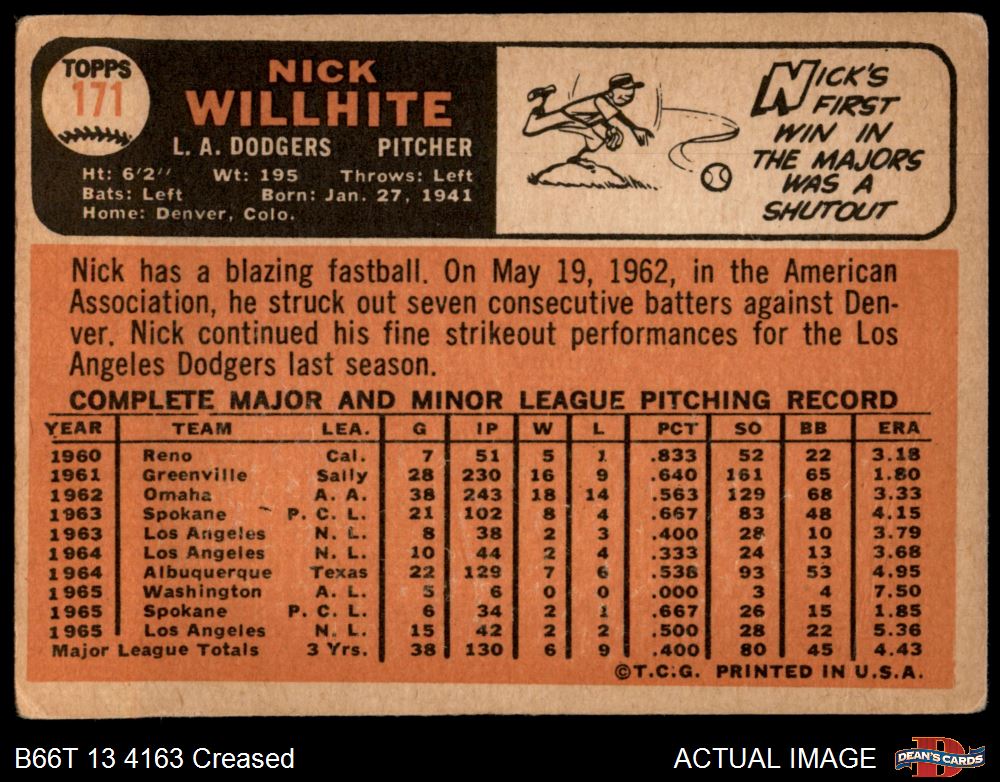 TOPPS
171
NICK
WILLHITE
L. A. DODGERS PITCHER
Ht: 6'2" Wt: 195 Throws: Left
Bats: Left Born: Jan. 27, 1941
Home: Denver, Colo.
NICK'S
FIRST
WIN IN
THE MAJORS
WAS A
SHUTOUT
Nick has a blazing fastball. On May 19, 1962, in the American
Association, he struck out seven consecutive batters against Den-
ver. Nick continued his fine strikeout performances for the Los
Angeles Dodgers last season.
COMPLETE MAJOR AND MINOR LEAGUE PITCHING RECORD
YEAR TEAM LEA. G IP W L PCT SO BB ERA
1960 Reno Cal. 7 51 5 1 .833 52 22 3.18
1961 Greenville Sally 28 230 16 9 .640 161 65 1.80
1962 Omaha A. A. 38 243 18 14 .563 129 68 3.33
1963 Spokane P. C. L. 21 102 8 4 .667 83 48 4.15
1963 Los Angeles N. L. 8 38 2 3 .400 28 10 3.79
1964 Los Angeles N. L. 10 44 2 4 .333 24 13 3.68
1964 Albuquerque Texas 22 129 7 6 .538 93 53 4.95
1965 Washington A. L. 5 6 0 0 .000 3 4 7.50
1965 Spokane P. C. L. 6 34 2 1 .667 26 15 1.85
1965 Los Angeles N. L. 15 42 2 2 .500 28 22 5.36
Major League Totals 3 Yrs. 38 130 6 9 .400 80 45 4.43
©T.C.G. PRINTED IN U.S.A.
B66T 13 4163 Creased
ACTUAL IMAGE
D
DEAN'S CARDS